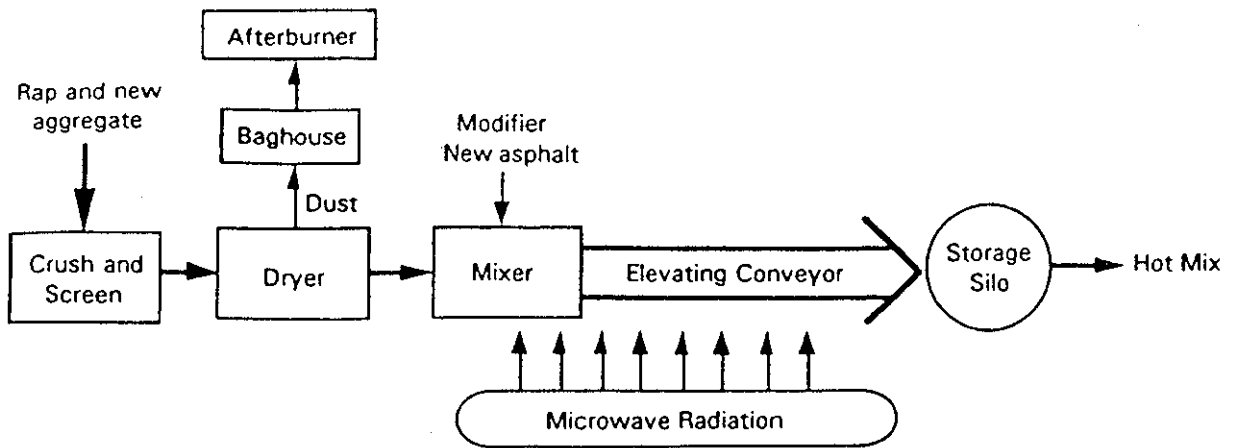 Afterburner
Rap and new
aggregate
Baghouse
Modifier
New asphalt
Dust
Crush and
Screen
Dryer
Mixer
Elevating Conveyor
Storage
Silo
Hot Mix
Microwave Radiation